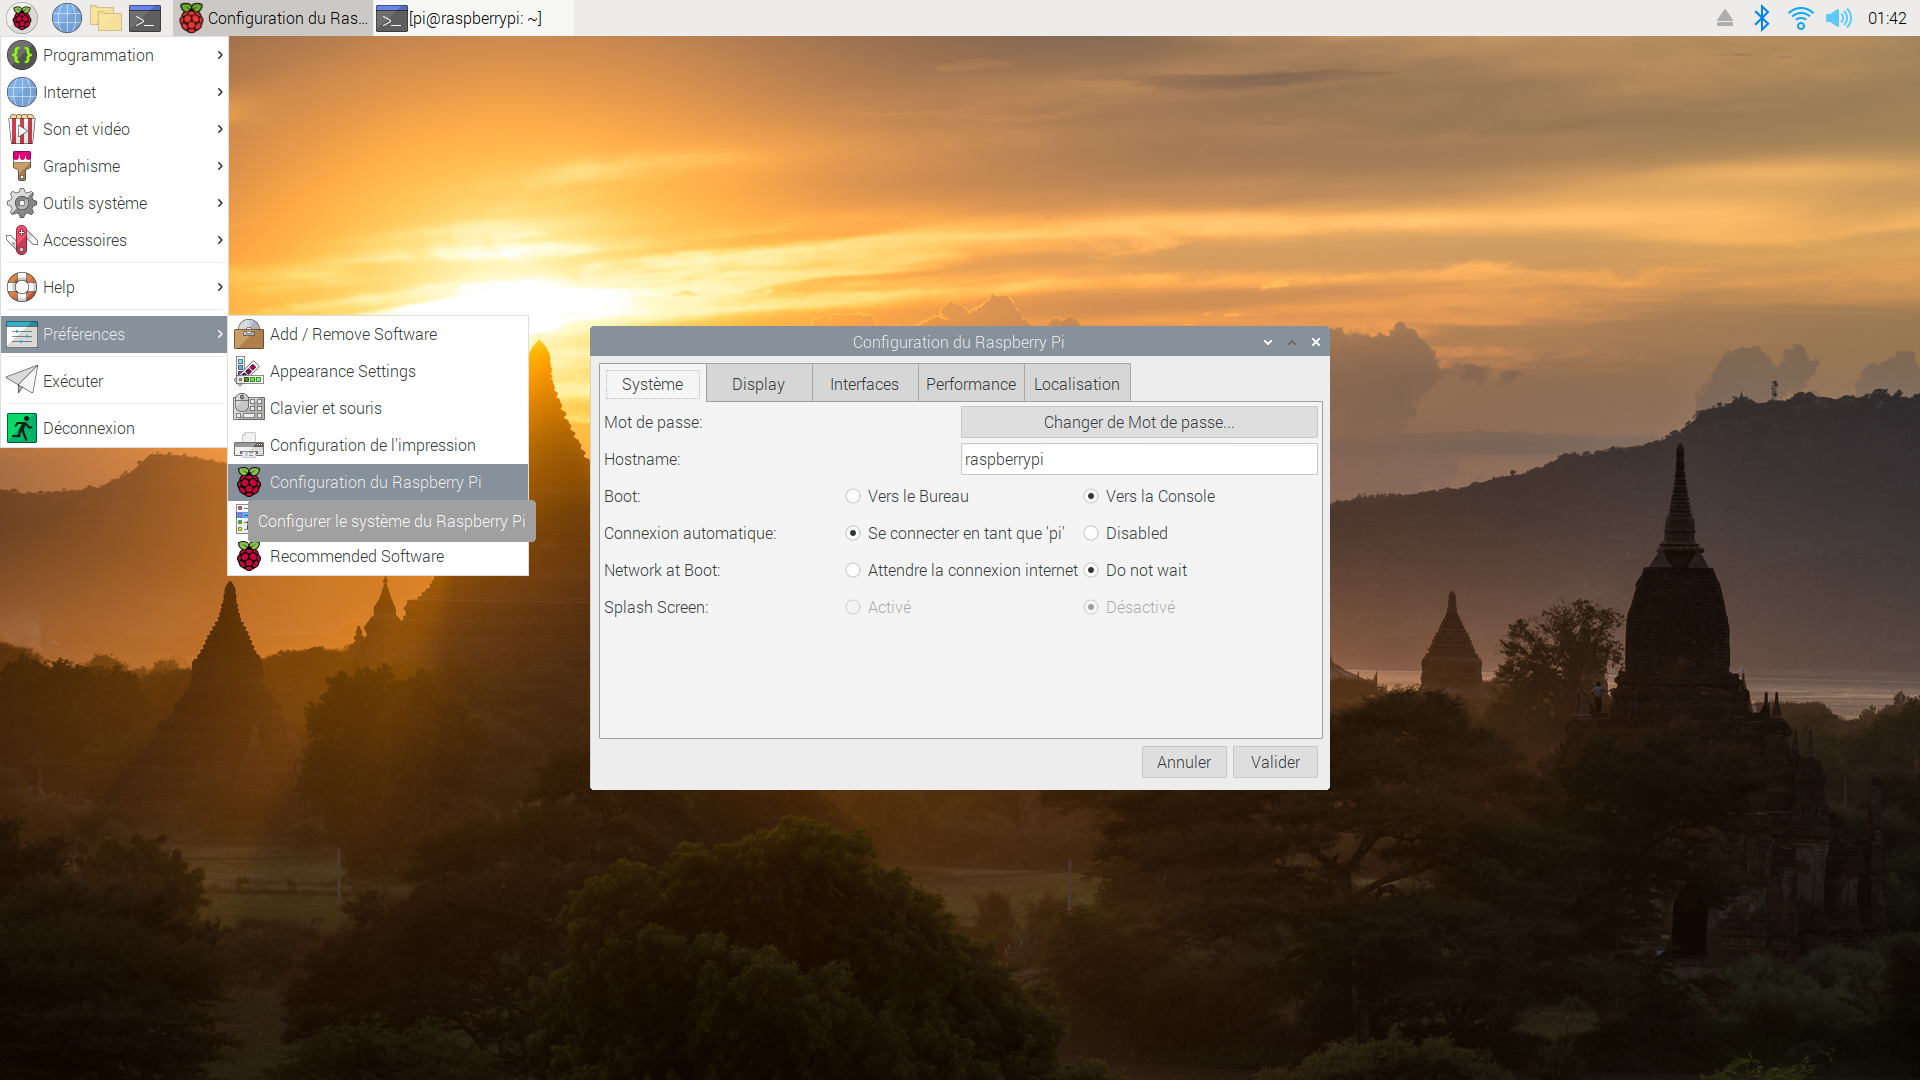 Configuration du Ras...
[pi@raspberrypi: ~]
01:42
Programmation
Internet
Son et vidéo
Graphisme
Outils système
Accessoires
Help
Préférences
Exécuter
Déconnexion
Add / Remove Software
Appearance Settings
Clavier et souris
Configuration de l'impression
Configuration du Raspberry Pi
Configurer le système du Raspberry Pi
Recommended Software
Configuration du Raspberry Pi
Système Display Interfaces Performance Localisation
Mot de passe: Changer de Mot de passe...
Hostname: raspberrypi
Boot: Vers le Bureau Vers la Console
Connexion automatique: Se connecter en tant que 'pi' Disabled
Network at Boot: Attendre la connexion internet Do not wait
Splash Screen: Activé Désactivé
Annuler Valider